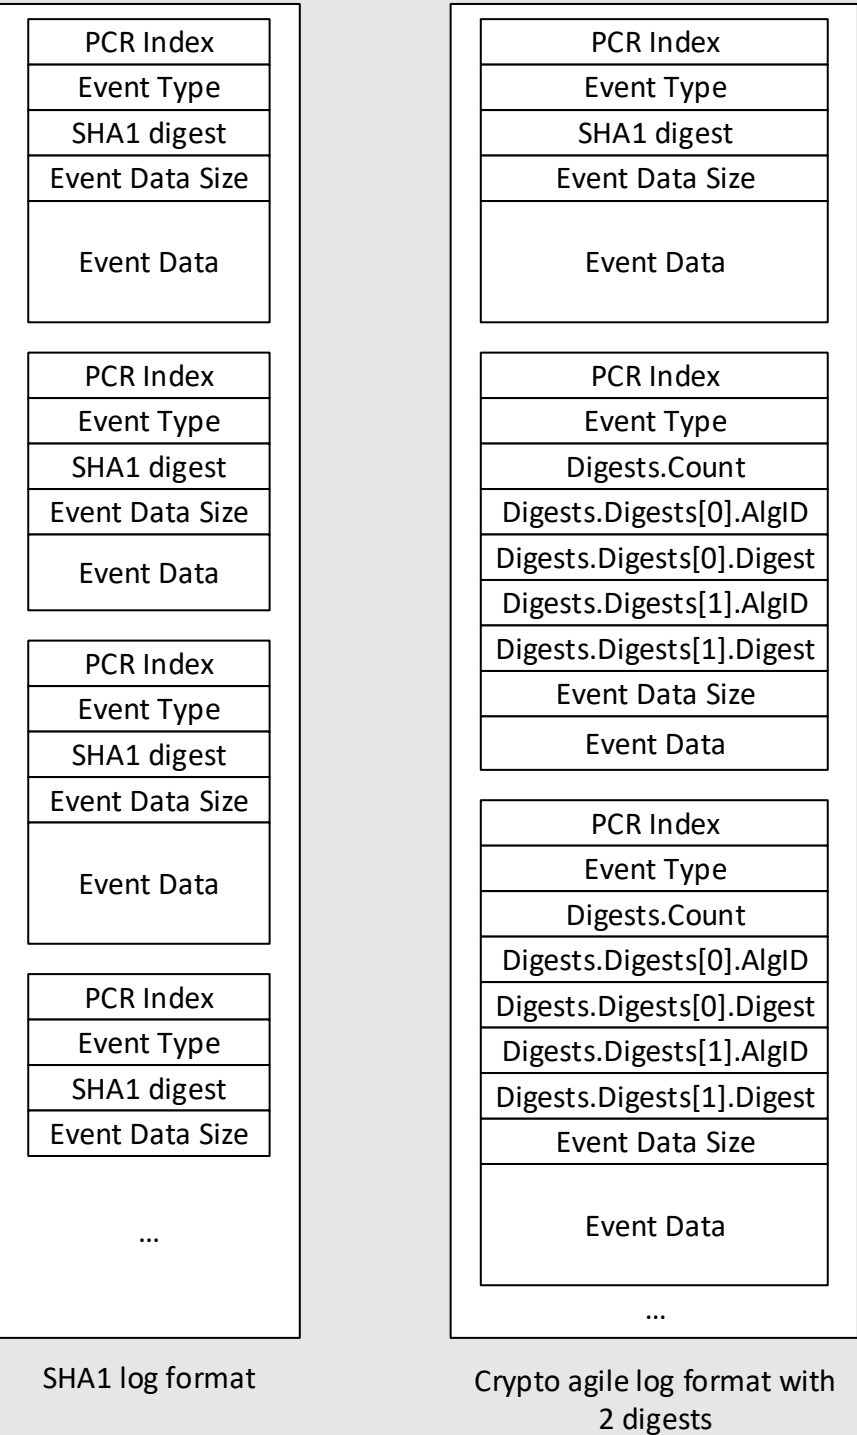 PCR Index
Event Type
SHA1 digest
Event Data Size
Event Data
PCR Index
Event Type
SHA1 digest
Event Data Size
Event Data
PCR Index
Event Type
SHA1 digest
Event Data Size
Event Data
PCR Index
Event Type
SHA1 digest
Event Data Size
...
SHA1 log format
PCR Index
Event Type
SHA1 digest
Event Data Size
Event Data
PCR Index
Event Type
Digests.Count
Digests.Digests[0].AlgID
Digests.Digests[0].Digest
Digests.Digests[1].AlgID
Digests.Digests[1].Digest
Event Data Size
Event Data
PCR Index
Event Type
Digests.Count
Digests.Digests[0].AlgID
Digests.Digests[0].Digest
Digests.Digests[1].AlgID
Digests.Digests[1].Digest
Event Data Size
Event Data
...
Crypto agile log format with
2 digests